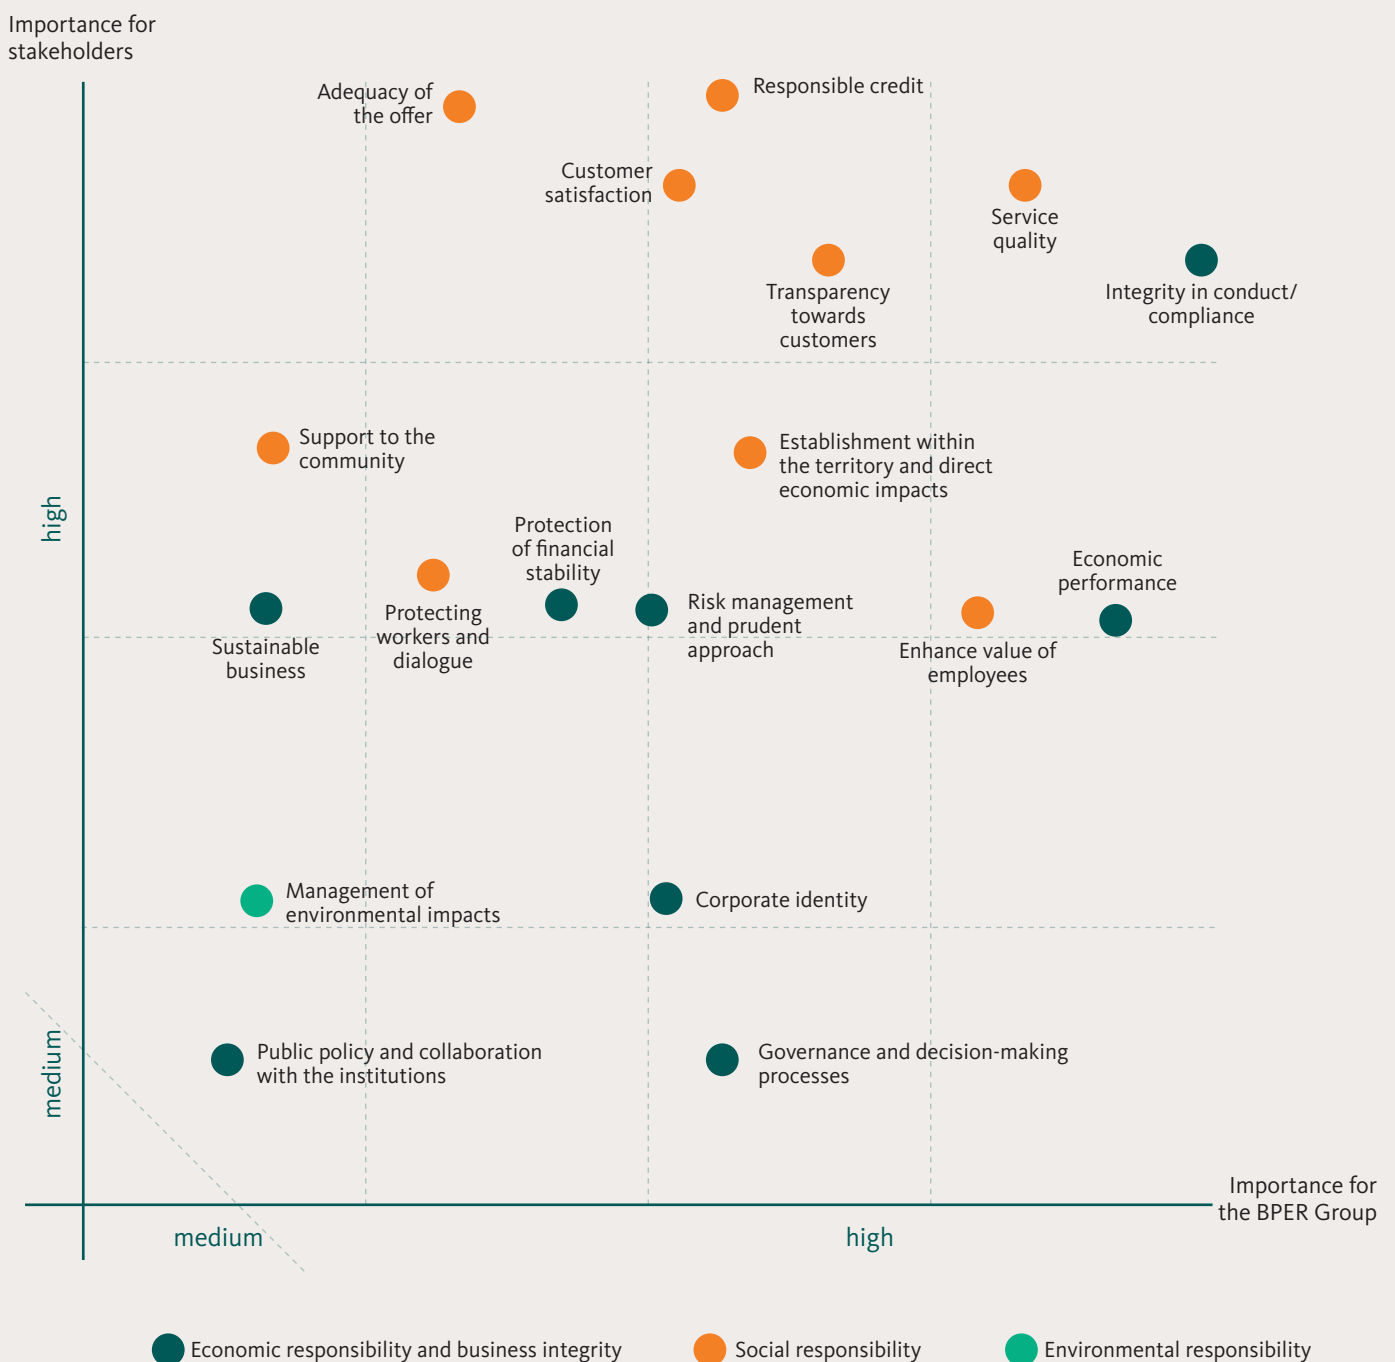 Importance for
stakeholders
Adequacy of
the offer
Responsible credit
Customer
satisfaction
Service
quality
Transparency
towards
customers
Integrity in conduct/
compliance
Support to the
community
Establishment within
the territory and direct
economic impacts
high
Protection
of financial
stability
Economic
performance
Protecting
workers and
dialogue
Risk management
and prudent
approach
Sustainable
business
Enhance value of
employees
Management of
environmental impacts
Corporate identity
medium
Public policy and collaboration
with the institutions
Governance and decision-making
processes
Importance for
the BPER Group
medium
high
Economic responsibility and business integrity
Social responsibility
Environmental responsibility